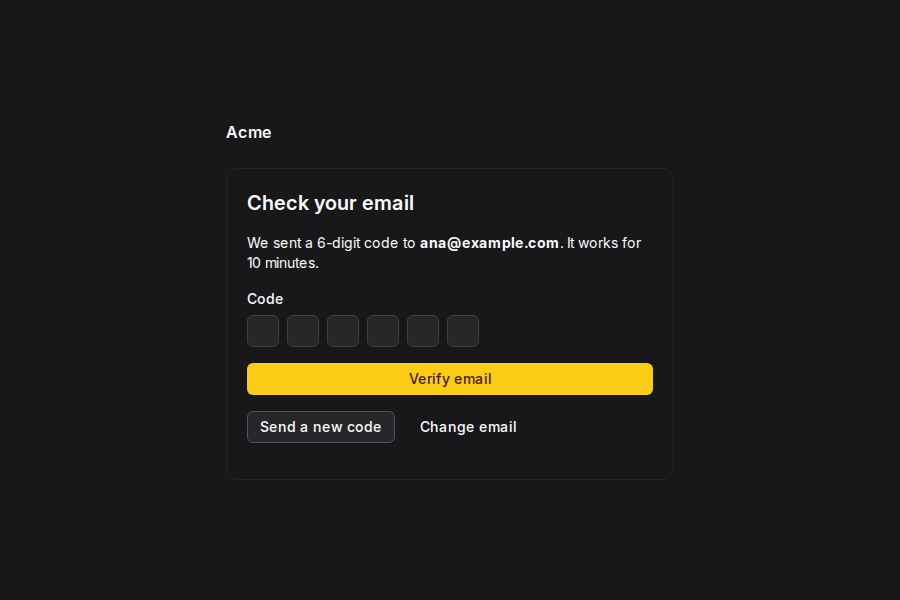 Acme
Check your email
We sent a 6-digit code to ana@example.com. It works for
10 minutes.
Code
Verify email
Send a new code
Change email